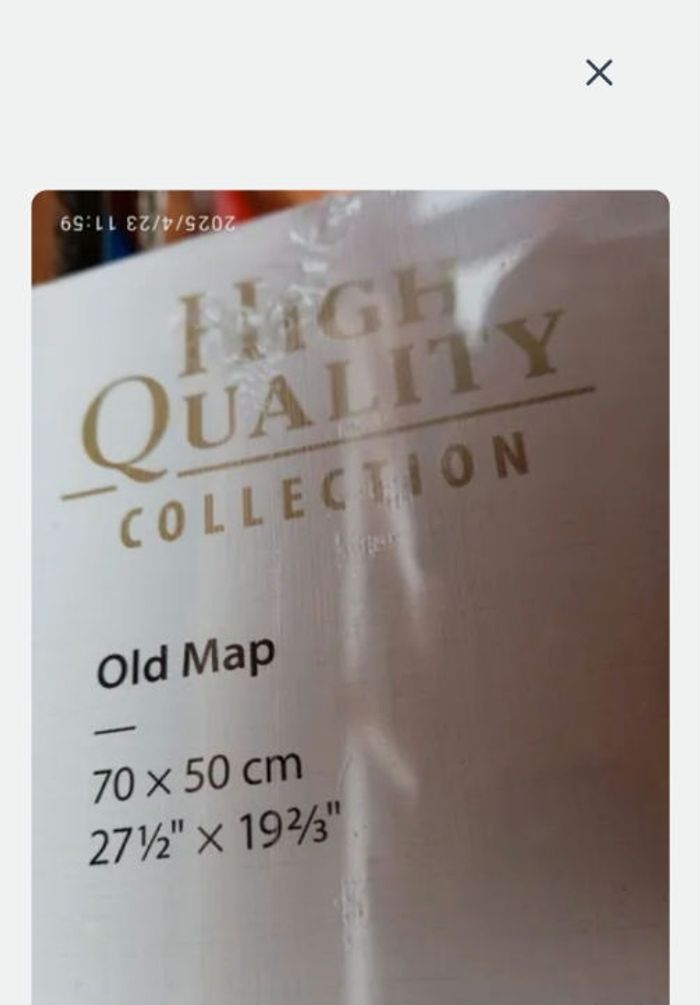 2025/4/23 11:59
HIGH
QUALITY
COLLECTION
Old Map
70 x 50 cm
27½" x 19⅔"